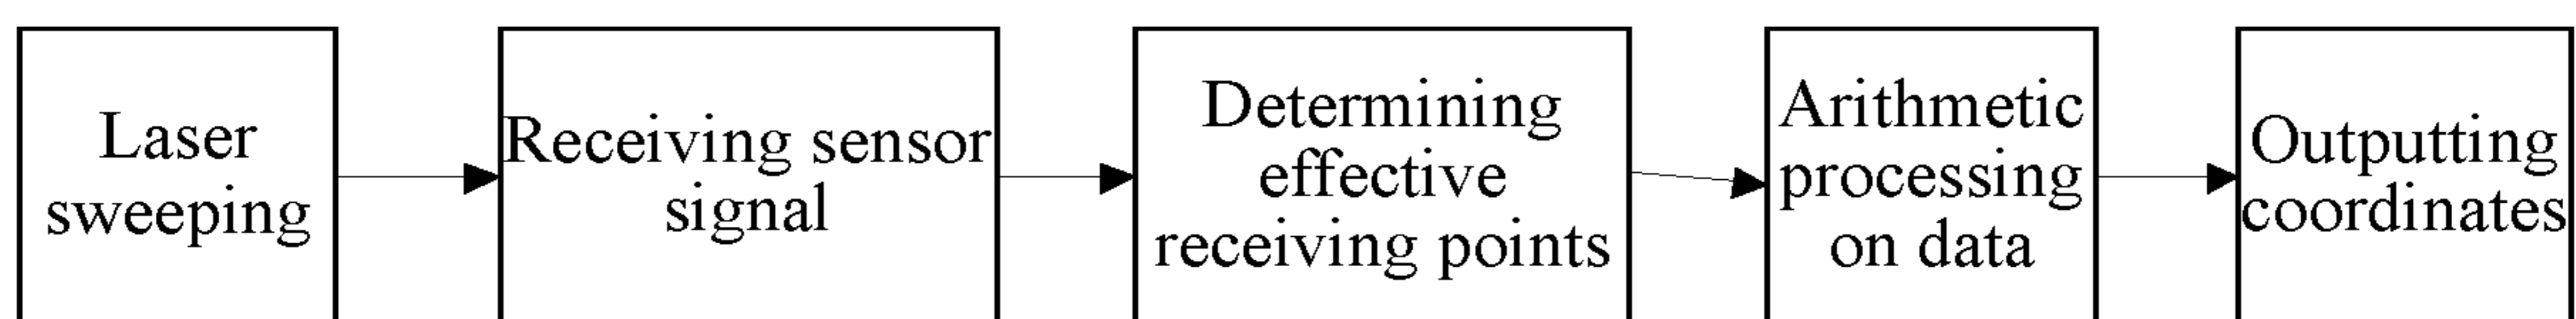 Laser
sweeping
Receiving sensor
signal
Determining
effective
receiving points
Arithmetic
processing
on data
Outputting
coordinates